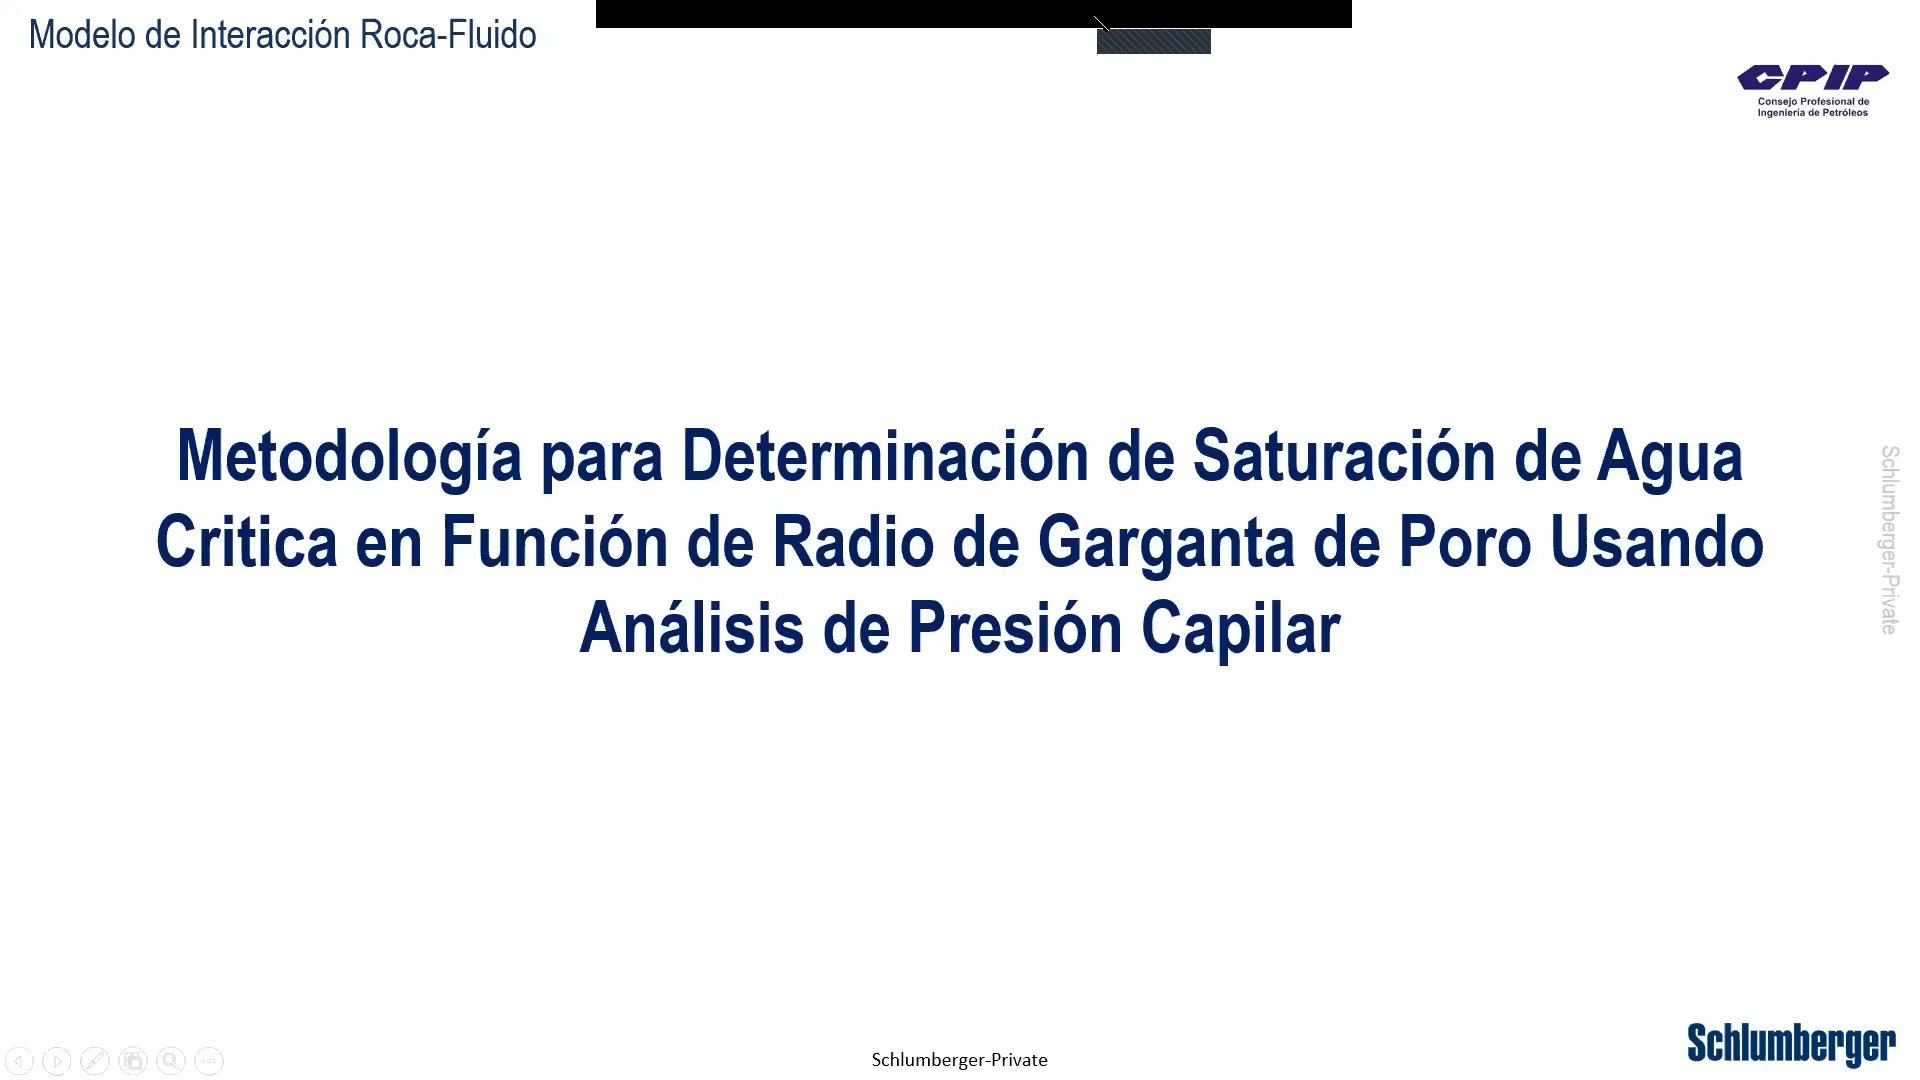 Modelo de Interacción Roca-Fluido
CPIP
Consejo Profesional de
Ingeniería de Petróleos
Metodología para Determinación de Saturación de Agua
Critica en Función de Radio de Garganta de Poro Usando
Análisis de Presión Capilar
Schlumberger-Private
Schlumberger
Schlumberger-Private